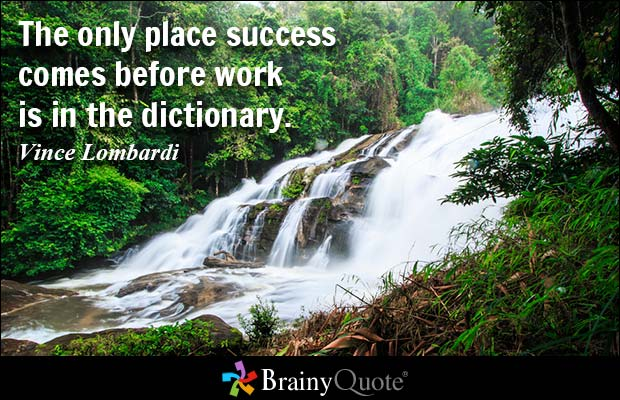 The only place success
comes before work
is in the dictionary.
Vince Lombardi
BrainyQuote®